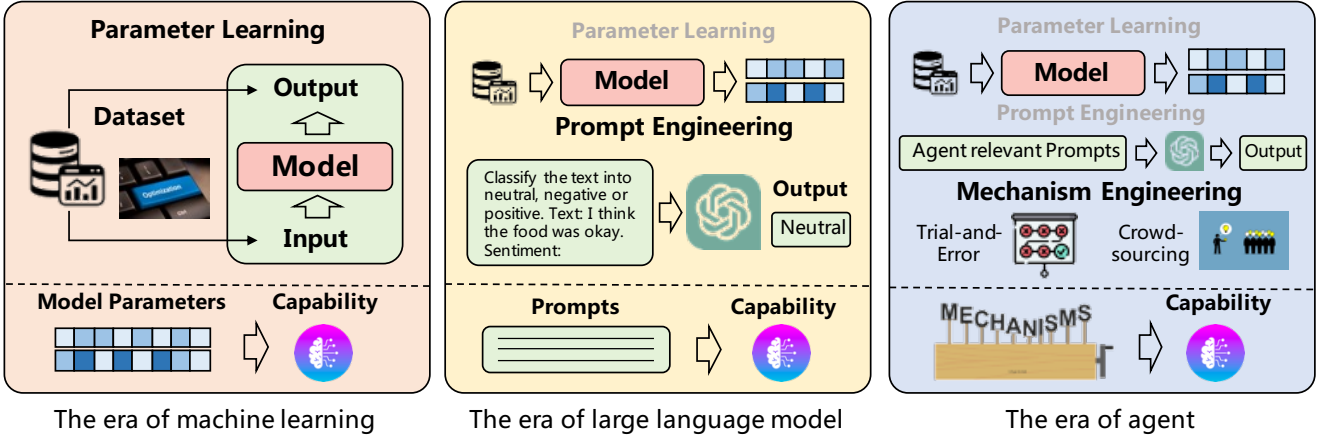 Parameter Learning
Output
Dataset
Model
Optimization
Input
Model Parameters
Capability
The era of machine learning
Parameter Learning
Model
Prompt Engineering
Classify the text into
neutral, negative or
positive. Text: I think
the food was okay.
Sentiment:
Output
Neutral
Prompts
Capability
The era of large language model
Parameter Learning
Model
Prompt Engineering
Agent relevant Prompts
Output
Mechanism Engineering
Trial-and-
Error
Crowd-
sourcing
MECHANISMS
Capability
The era of agent